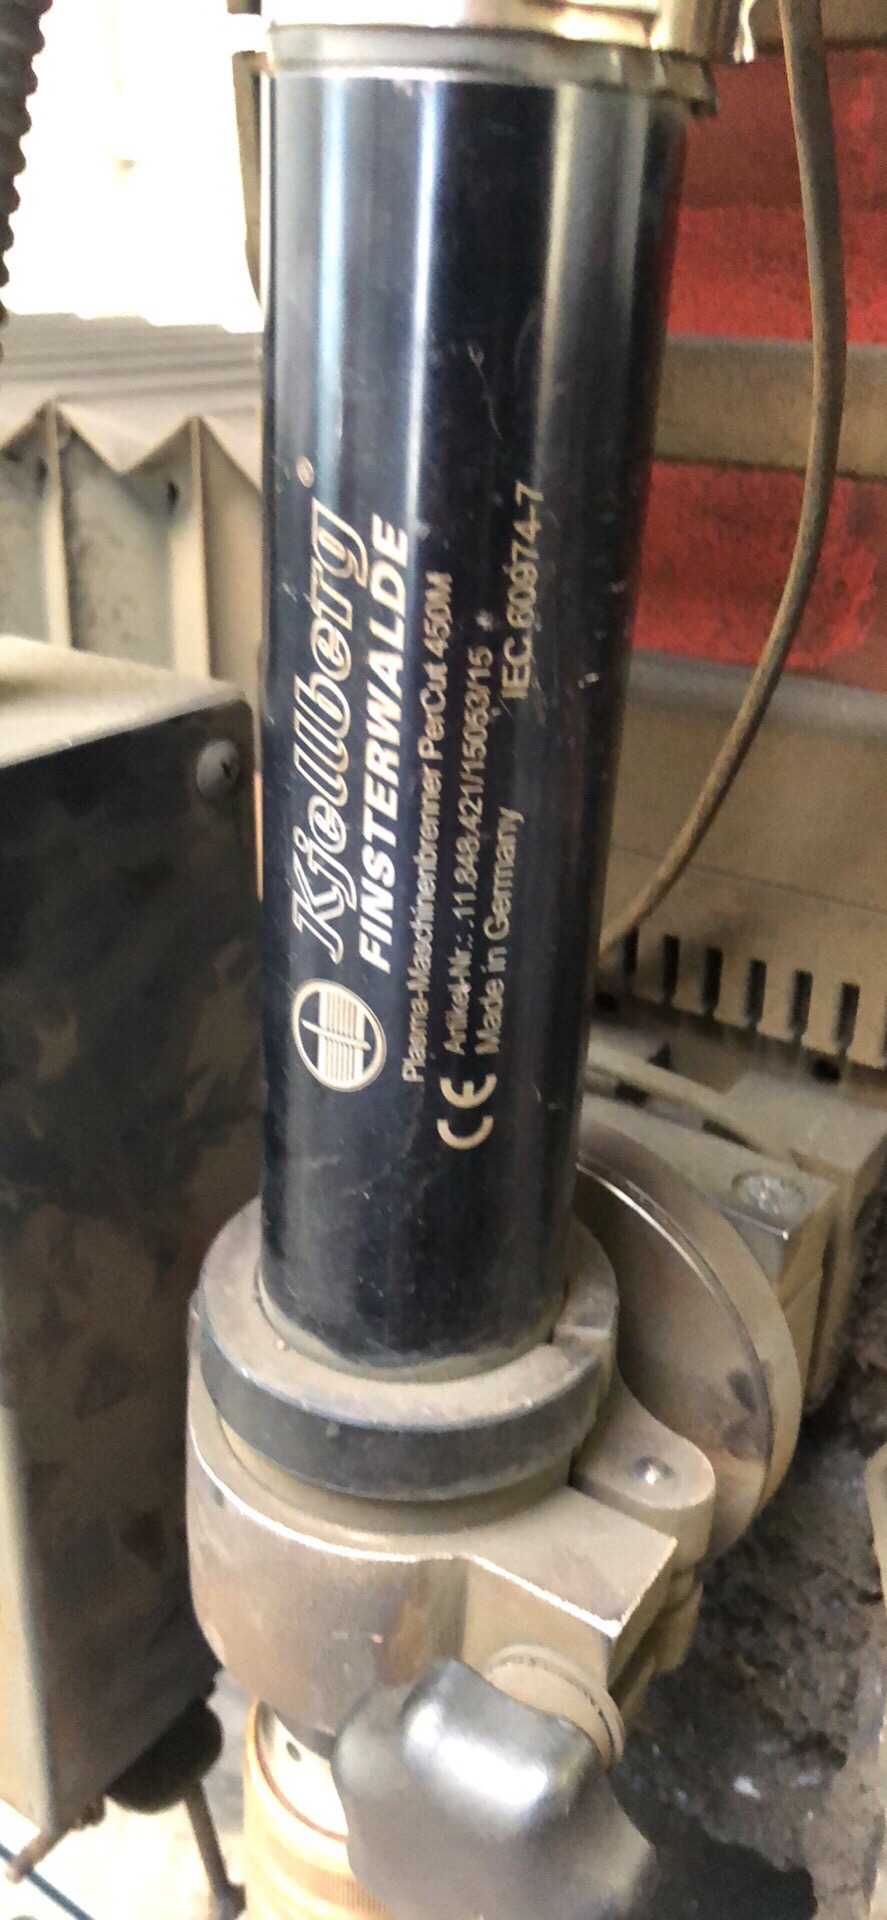 Kjellberg®
FINSTERWALDE
Plasma-Maschinenbrenner PerCut 450M
Artikel-Nr.: .11.848.421/15053/15
CE Made in Germany IEC 60974-7